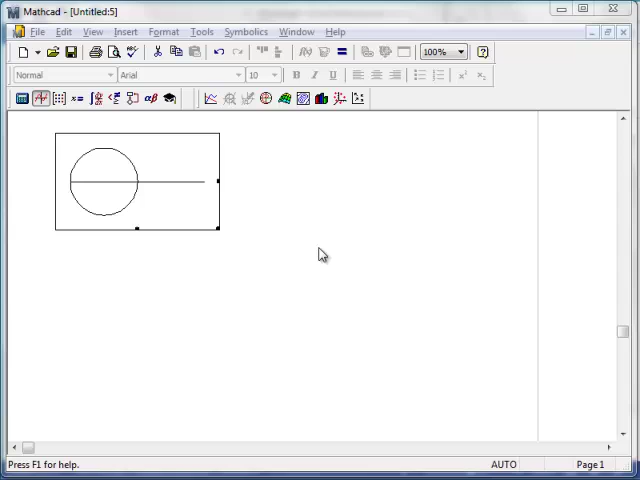 Mathcad - [Untitled:5]
File Edit View Insert Format Tools Symbolics Window Help
100%
Normal Arial 10 B I U
αβ
Press F1 for help. AUTO Page 1